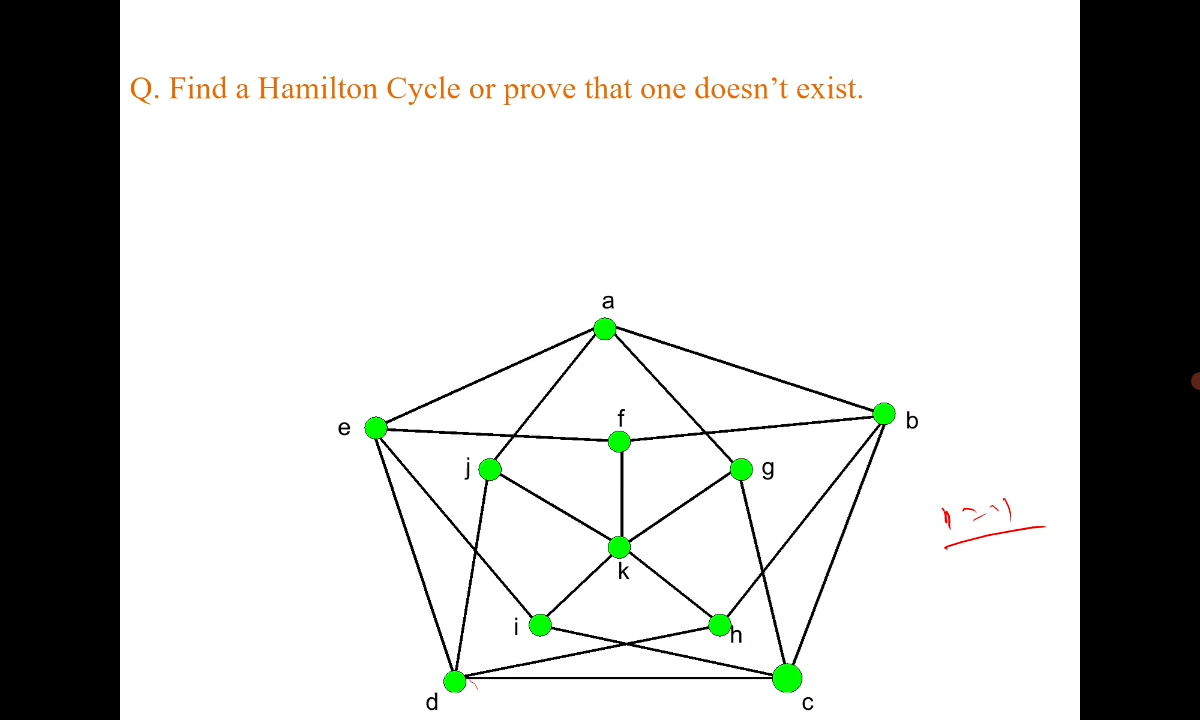 Q. Find a Hamilton Cycle or prove that one doesn’t exist.
a
e
f
b
j
g
k
i
h
d
c